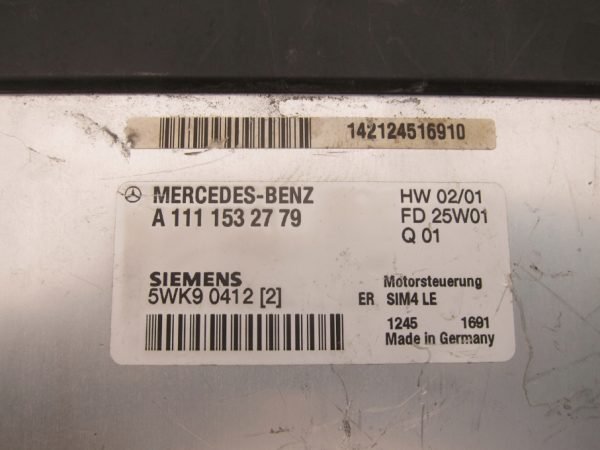 142124516910
MERCEDES-BENZ HW 02/01
A 111 153 27 79 FD 25W01
Q 01
SIEMENS Motorsteuerung
5WK9 0412 [2] ER SIM4 LE
1245 1691
Made in Germany